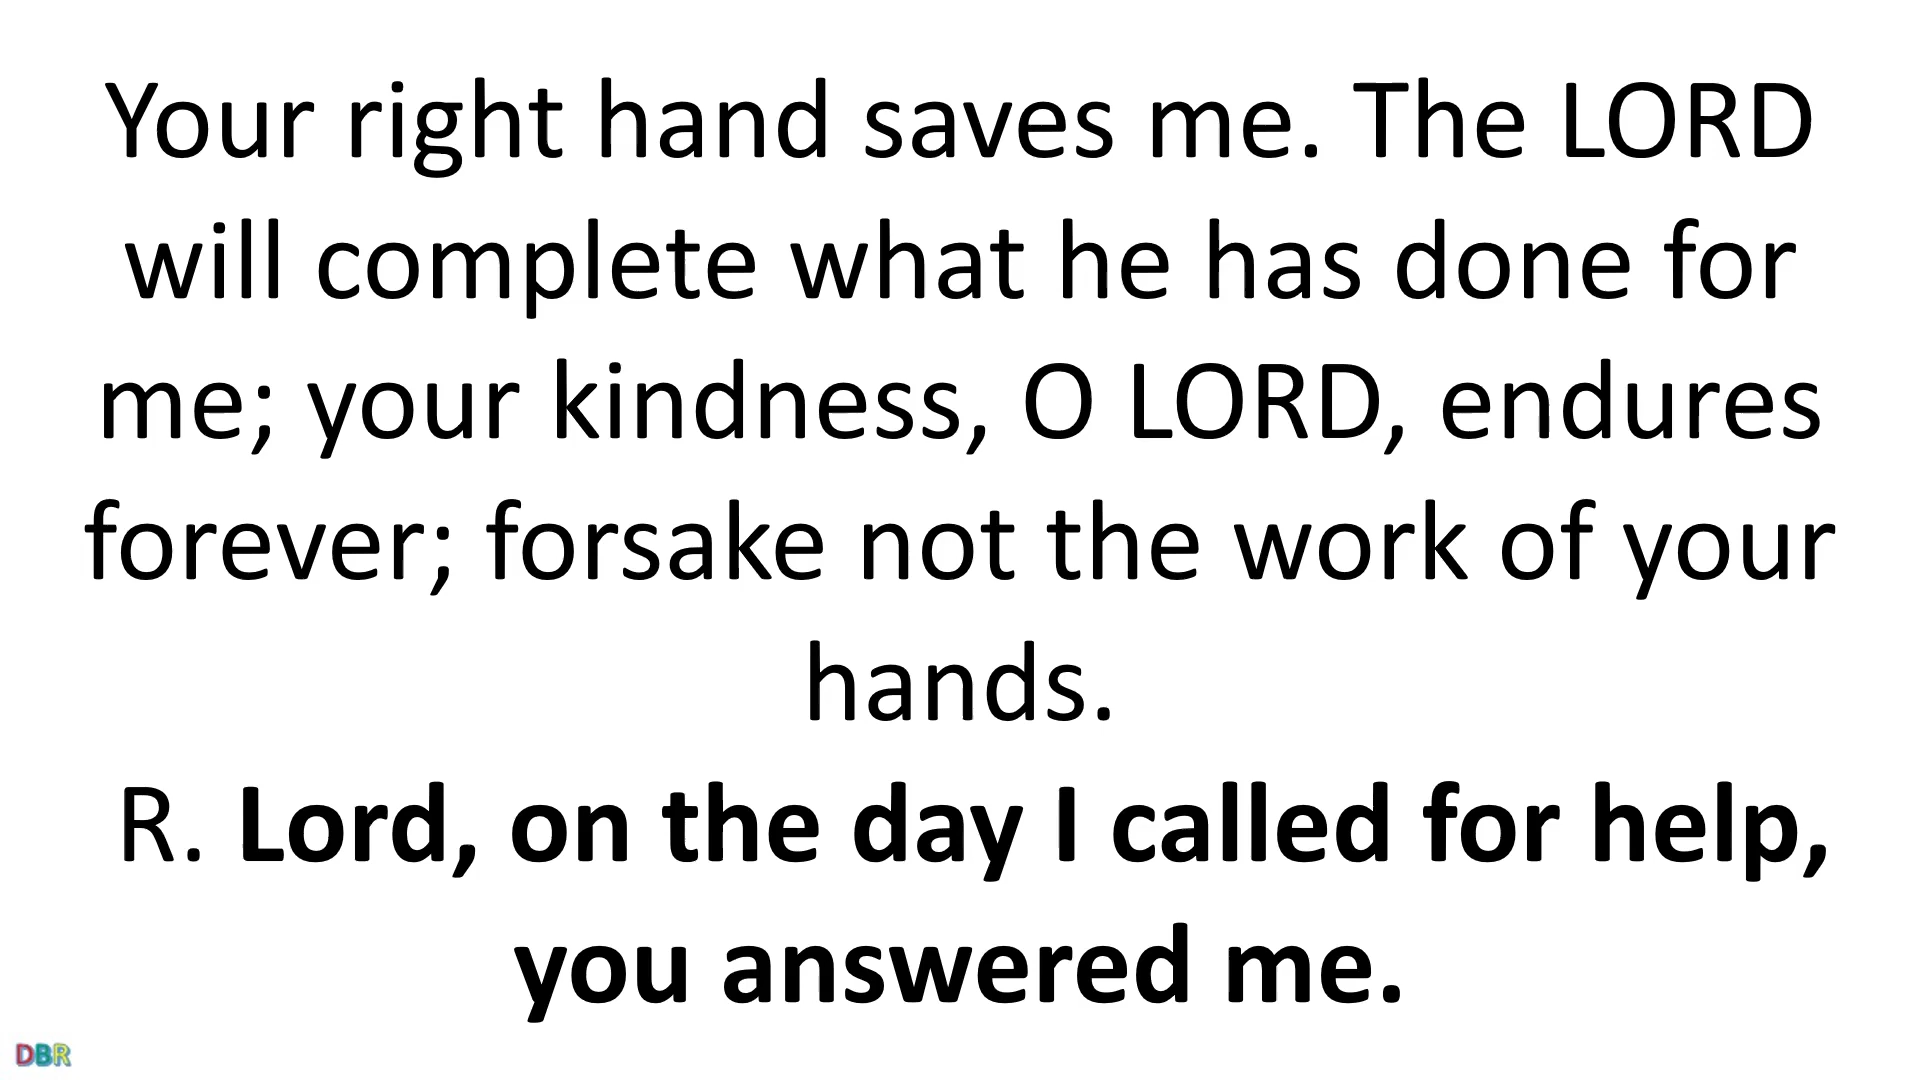 Your right hand saves me. The LORD
will complete what he has done for
me; your kindness, O LORD, endures
forever; forsake not the work of your
hands.
R. Lord, on the day I called for help,
you answered me.
DBR